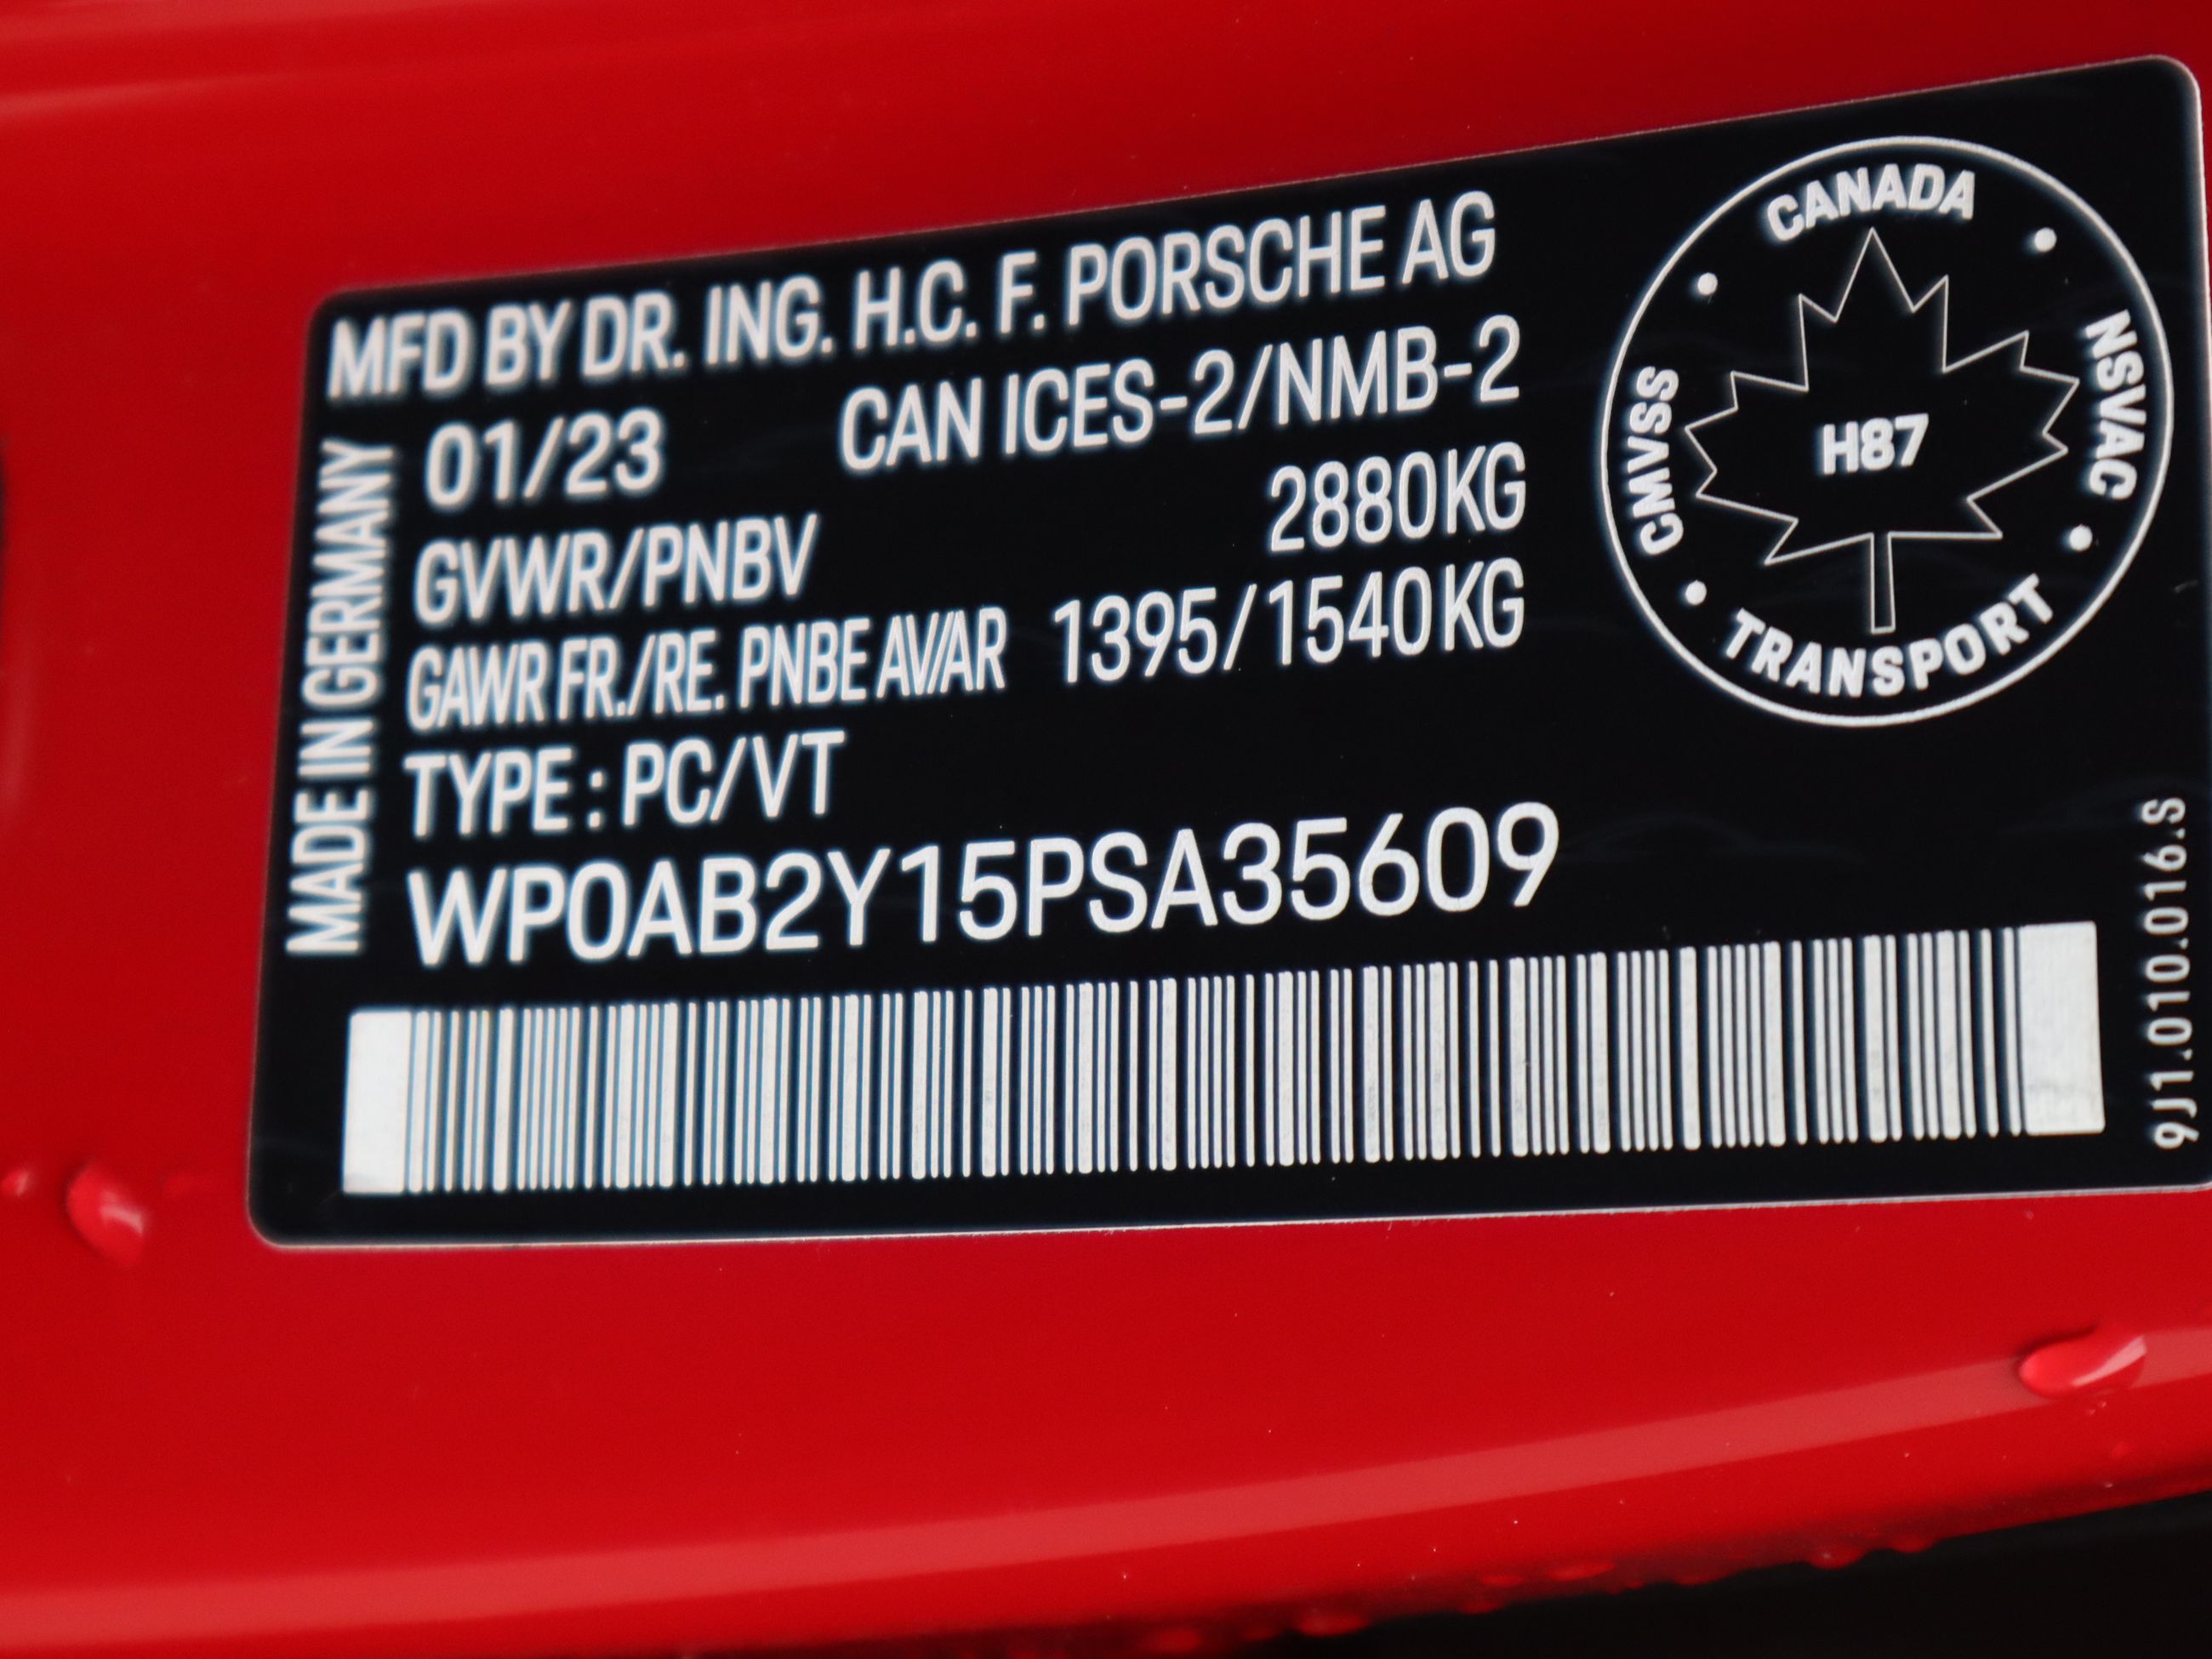 MFD BY DR. ING. H.C. F. PORSCHE AG
01/23 CAN ICES-2/NMB-2
GVWR/PNBV 2880KG
GAWR FR./RE. PNBE AV/AR 1395/1540KG
TYPE : PC/VT
WP0AB2Y15PSA35609
MADE IN GERMANY
CANADA
NSVAC
TRANSPORT
CMVSS
H87
9J1.010.016.S